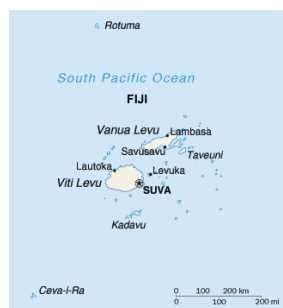 Rotuma
South Pacific Ocean
FIJI
Vanua Levu
Lambasa
Savusavu
Taveuni
Lautoka
Levuka
Viti Levu
SUVA
Kadavu
Ceva-I-Ra
0 100 200 km
0 100 200 mi